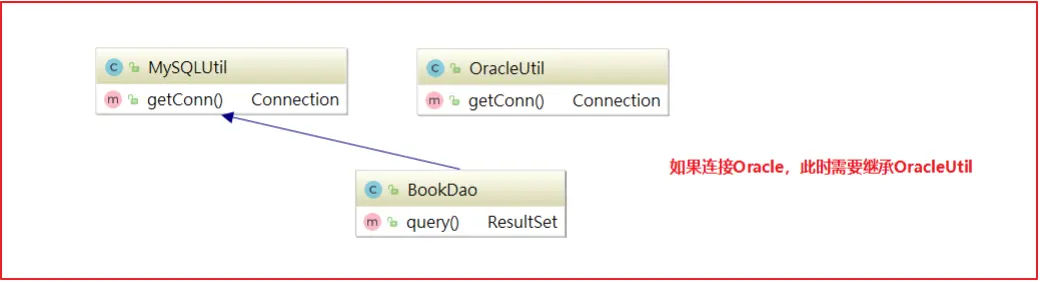 C MySQLUtil
m getConn() Connection
C OracleUtil
m getConn() Connection
如果连接Oracle，此时需要继承OracleUtil
C BookDao
m query() ResultSet